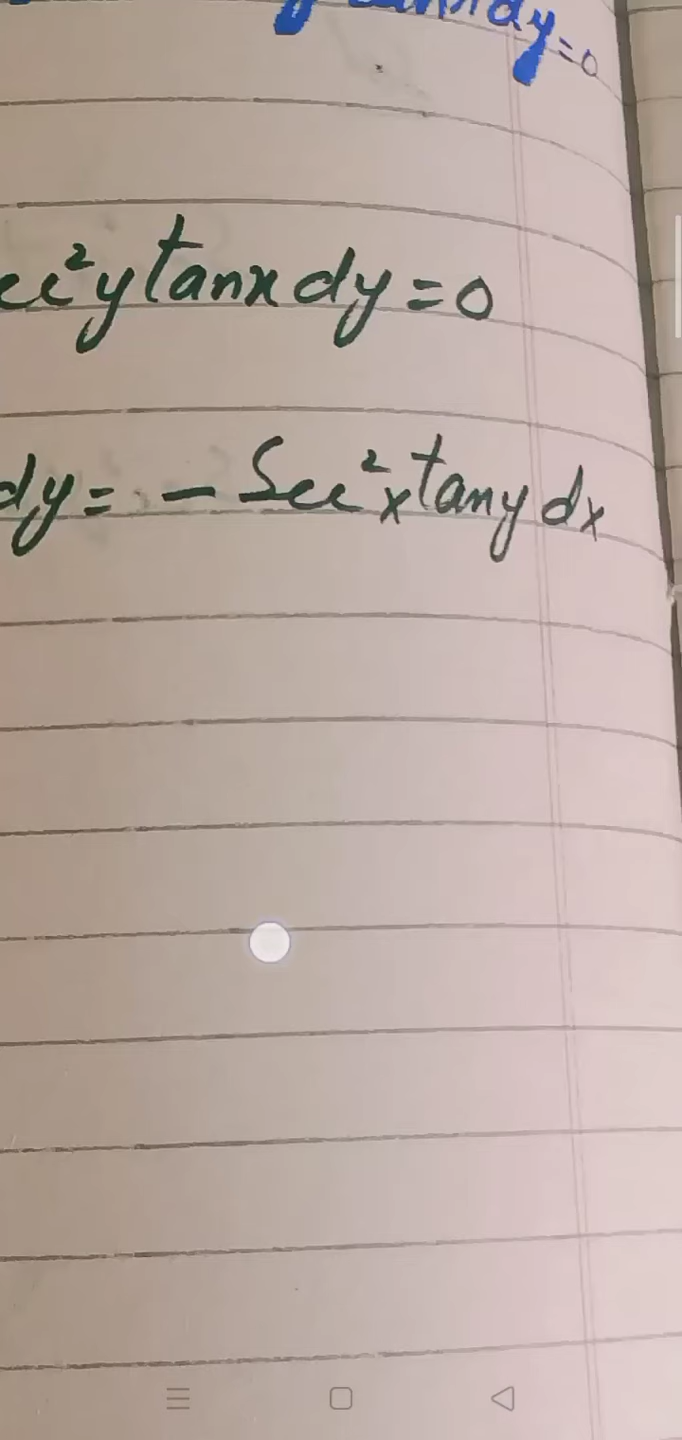 dy=0
ec²y tanx dy = 0
dy = - Sec²x tany dx